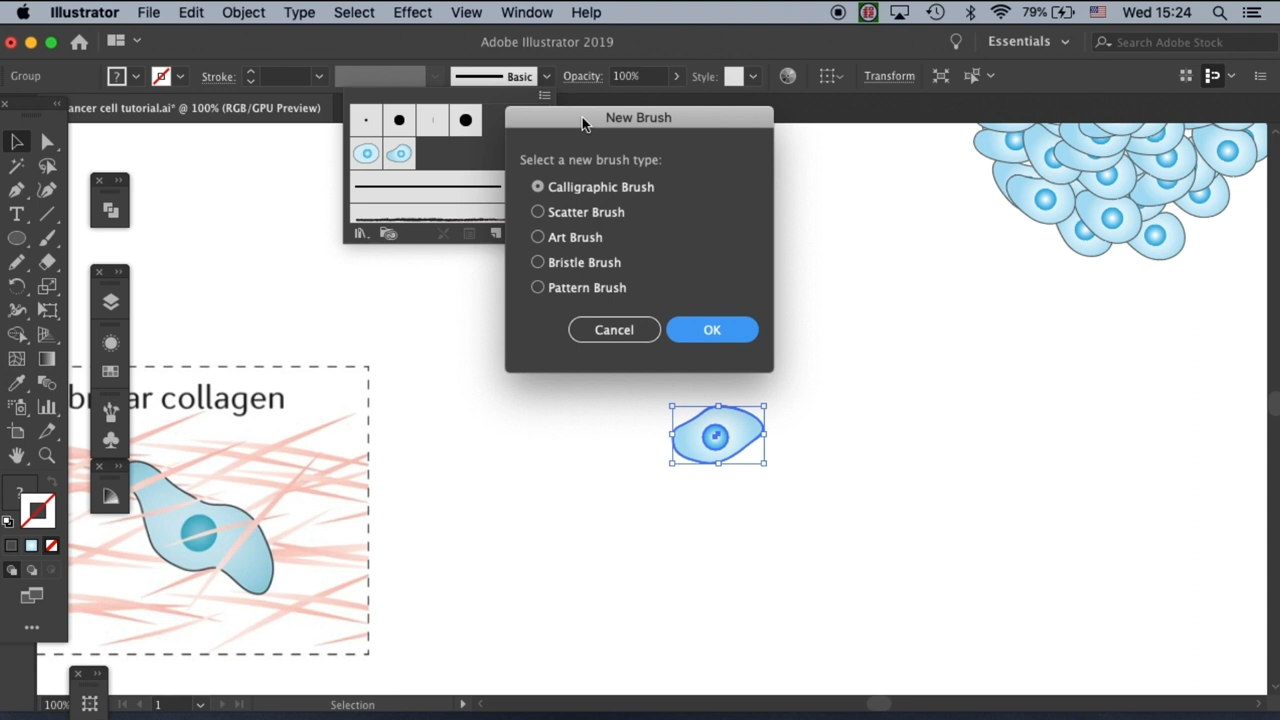 Illustrator File Edit Object Type Select Effect View Window Help 79% Wed 15:24
Adobe Illustrator 2019 Essentials Search Adobe Stock
Group ? Stroke: Basic Opacity: 100% Style: Transform
ancer cell tutorial.ai* @ 100% (RGB/GPU Preview)
New Brush
Select a new brush type:
Calligraphic Brush
Scatter Brush
Art Brush
Bristle Brush
Pattern Brush
Cancel OK
ar collagen
?
100% 1 Selection